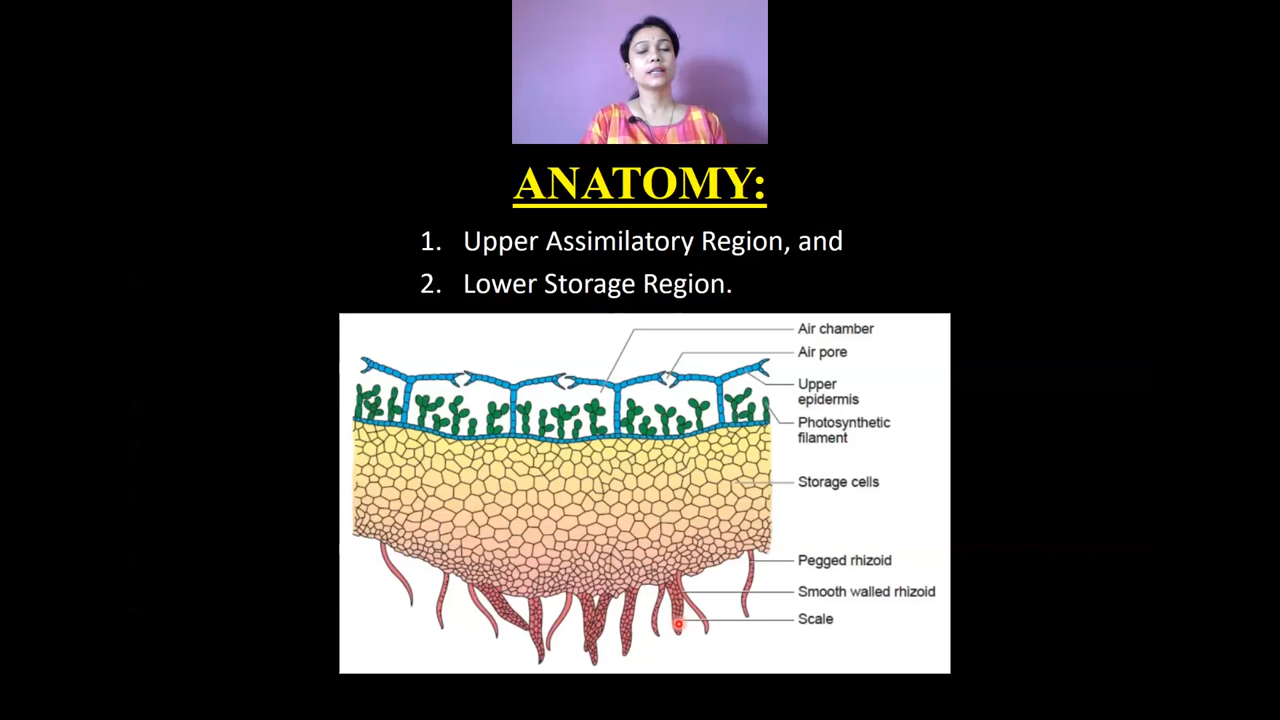 ANATOMY:
1. Upper Assimilatory Region, and
2. Lower Storage Region.
Air chamber
Air pore
Upper
epidermis
Photosynthetic
filament
Storage cells
Pegged rhizoid
Smooth walled rhizoid
Scale